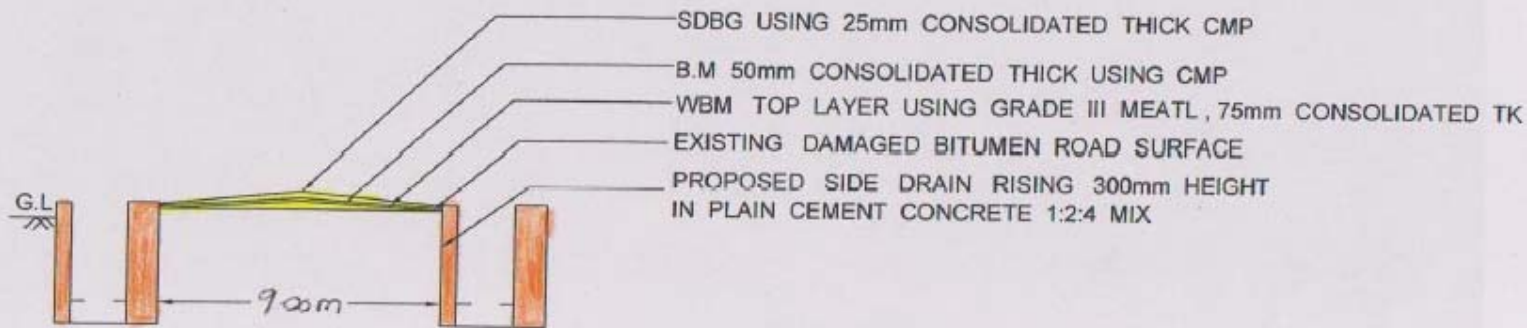 SDBG USING 25mm CONSOLIDATED THICK CMP
B.M 50mm CONSOLIDATED THICK USING CMP
WBM TOP LAYER USING GRADE III MEATL , 75mm CONSOLIDATED TK
EXISTING DAMAGED BITUMEN ROAD SURFACE
PROPOSED SIDE DRAIN RISING 300mm HEIGHT
IN PLAIN CEMENT CONCRETE 1:2:4 MIX
G.L
9.00m